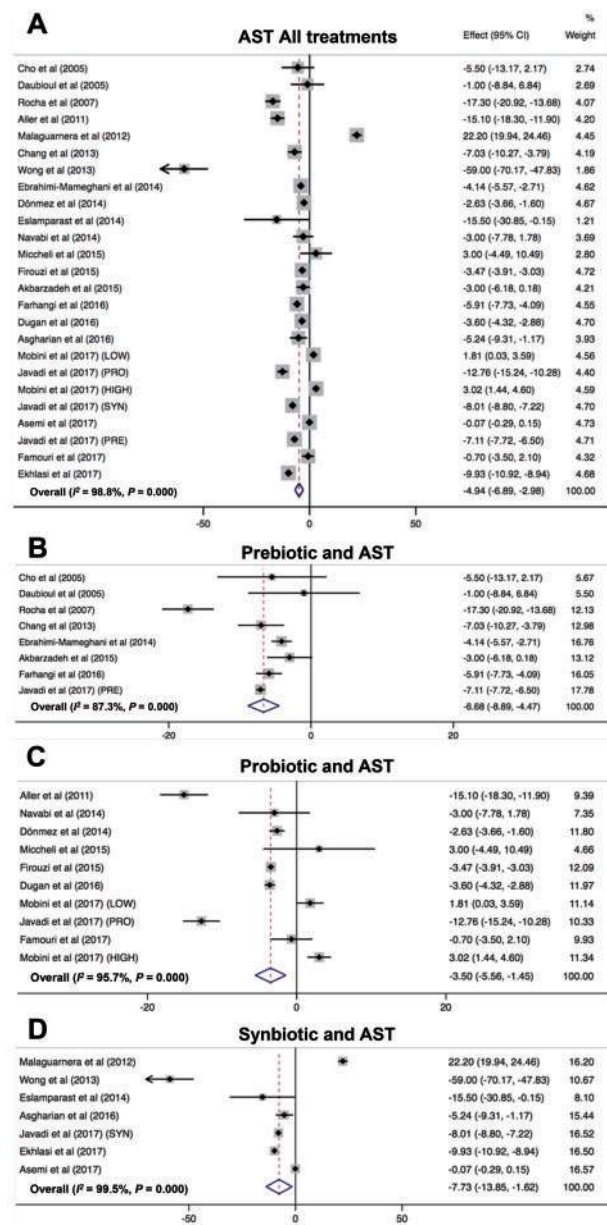 A
AST All treatments
Effect (95% CI)
%
Weight
Cho et al (2005) -5.50 (-13.17, 2.17) 2.74
Daubioul et al (2005) -1.00 (-8.84, 6.84) 2.69
Rocha et al (2007) -17.30 (-20.92, -13.68) 4.07
Aller et al (2011) -15.10 (-18.30, -11.90) 4.20
Malaguarnera et al (2012) 22.20 (19.94, 24.46) 4.45
Chang et al (2013) -7.03 (-10.27, -3.79) 4.19
Wong et al (2013) -59.00 (-70.17, -47.83) 1.86
Ebrahimi-Mameghani et al (2014) -4.14 (-5.57, -2.71) 4.62
Dönmez et al (2014) -2.63 (-3.66, -1.60) 4.67
Eslamparast et al (2014) -15.50 (-30.85, -0.15) 1.21
Navabi et al (2014) -3.00 (-7.78, 1.78) 3.69
Miccheli et al (2015) 3.00 (-4.49, 10.49) 2.80
Firouzi et al (2015) -3.47 (-3.91, -3.03) 4.72
Akbarzadeh et al (2015) -3.00 (-6.18, 0.18) 4.21
Farhangi et al (2016) -5.91 (-7.73, -4.09) 4.55
Dugan et al (2016) -3.60 (-4.32, -2.88) 4.70
Asgharian et al (2016) -5.24 (-9.31, -1.17) 3.93
Mobini et al (2017) (LOW) 1.81 (0.03, 3.59) 4.56
Javadi et al (2017) (PRO) -12.76 (-15.24, -10.28) 4.40
Mobini et al (2017) (HIGH) 3.02 (1.44, 4.60) 4.59
Javadi et al (2017) (SYN) -8.01 (-8.80, -7.22) 4.70
Asemi et al (2017) -0.07 (-0.29, 0.15) 4.73
Javadi et al (2017) (PRE) -7.11 (-7.72, -6.50) 4.71
Famouri et al (2017) -0.70 (-3.50, 2.10) 4.32
Ekhlasi et al (2017) -9.93 (-10.92, -8.94) 4.68
Overall (I² = 98.8%, P = 0.000) -4.94 (-6.89, -2.98) 100.00
-50 0 50
B
Prebiotic and AST
Cho et al (2005) -5.50 (-13.17, 2.17) 5.67
Daubioul et al (2005) -1.00 (-8.84, 6.84) 5.50
Rocha et al (2007) -17.30 (-20.92, -13.68) 12.13
Chang et al (2013) -7.03 (-10.27, -3.79) 12.98
Ebrahimi-Mameghani et al (2014) -4.14 (-5.57, -2.71) 16.76
Akbarzadeh et al (2015) -3.00 (-6.18, 0.18) 13.12
Farhangi et al (2016) -5.91 (-7.73, -4.09) 16.05
Javadi et al (2017) (PRE) -7.11 (-7.72, -6.50) 17.78
Overall (I² = 87.3%, P = 0.000) -6.68 (-8.89, -4.47) 100.00
-20 0 20
C
Probiotic and AST
Aller et al (2011) -15.10 (-18.30, -11.90) 9.39
Navabi et al (2014) -3.00 (-7.78, 1.78) 7.35
Dönmez et al (2014) -2.63 (-3.66, -1.60) 11.80
Miccheli et al (2015) 3.00 (-4.49, 10.49) 4.66
Firouzi et al (2015) -3.47 (-3.91, -3.03) 12.09
Dugan et al (2016) -3.60 (-4.32, -2.88) 11.97
Mobini et al (2017) (LOW) 1.81 (0.03, 3.59) 11.14
Javadi et al (2017) (PRO) -12.76 (-15.24, -10.28) 10.33
Famouri et al (2017) -0.70 (-3.50, 2.10) 9.93
Mobini et al (2017) (HIGH) 3.02 (1.44, 4.60) 11.34
Overall (I² = 95.7%, P = 0.000) -3.50 (-5.56, -1.45) 100.00
-20 0 20
D
Synbiotic and AST
Malaguarnera et al (2012) 22.20 (19.94, 24.46) 16.20
Wong et al (2013) -59.00 (-70.17, -47.83) 10.67
Eslamparast et al (2014) -15.50 (-30.85, -0.15) 8.10
Asgharian et al (2016) -5.24 (-9.31, -1.17) 15.44
Javadi et al (2017) (SYN) -8.01 (-8.80, -7.22) 16.52
Ekhlasi et al (2017) -9.93 (-10.92, -8.94) 16.50
Asemi et al (2017) -0.07 (-0.29, 0.15) 16.57
Overall (I² = 99.5%, P = 0.000) -7.73 (-13.85, -1.62) 100.00
-50 0 50